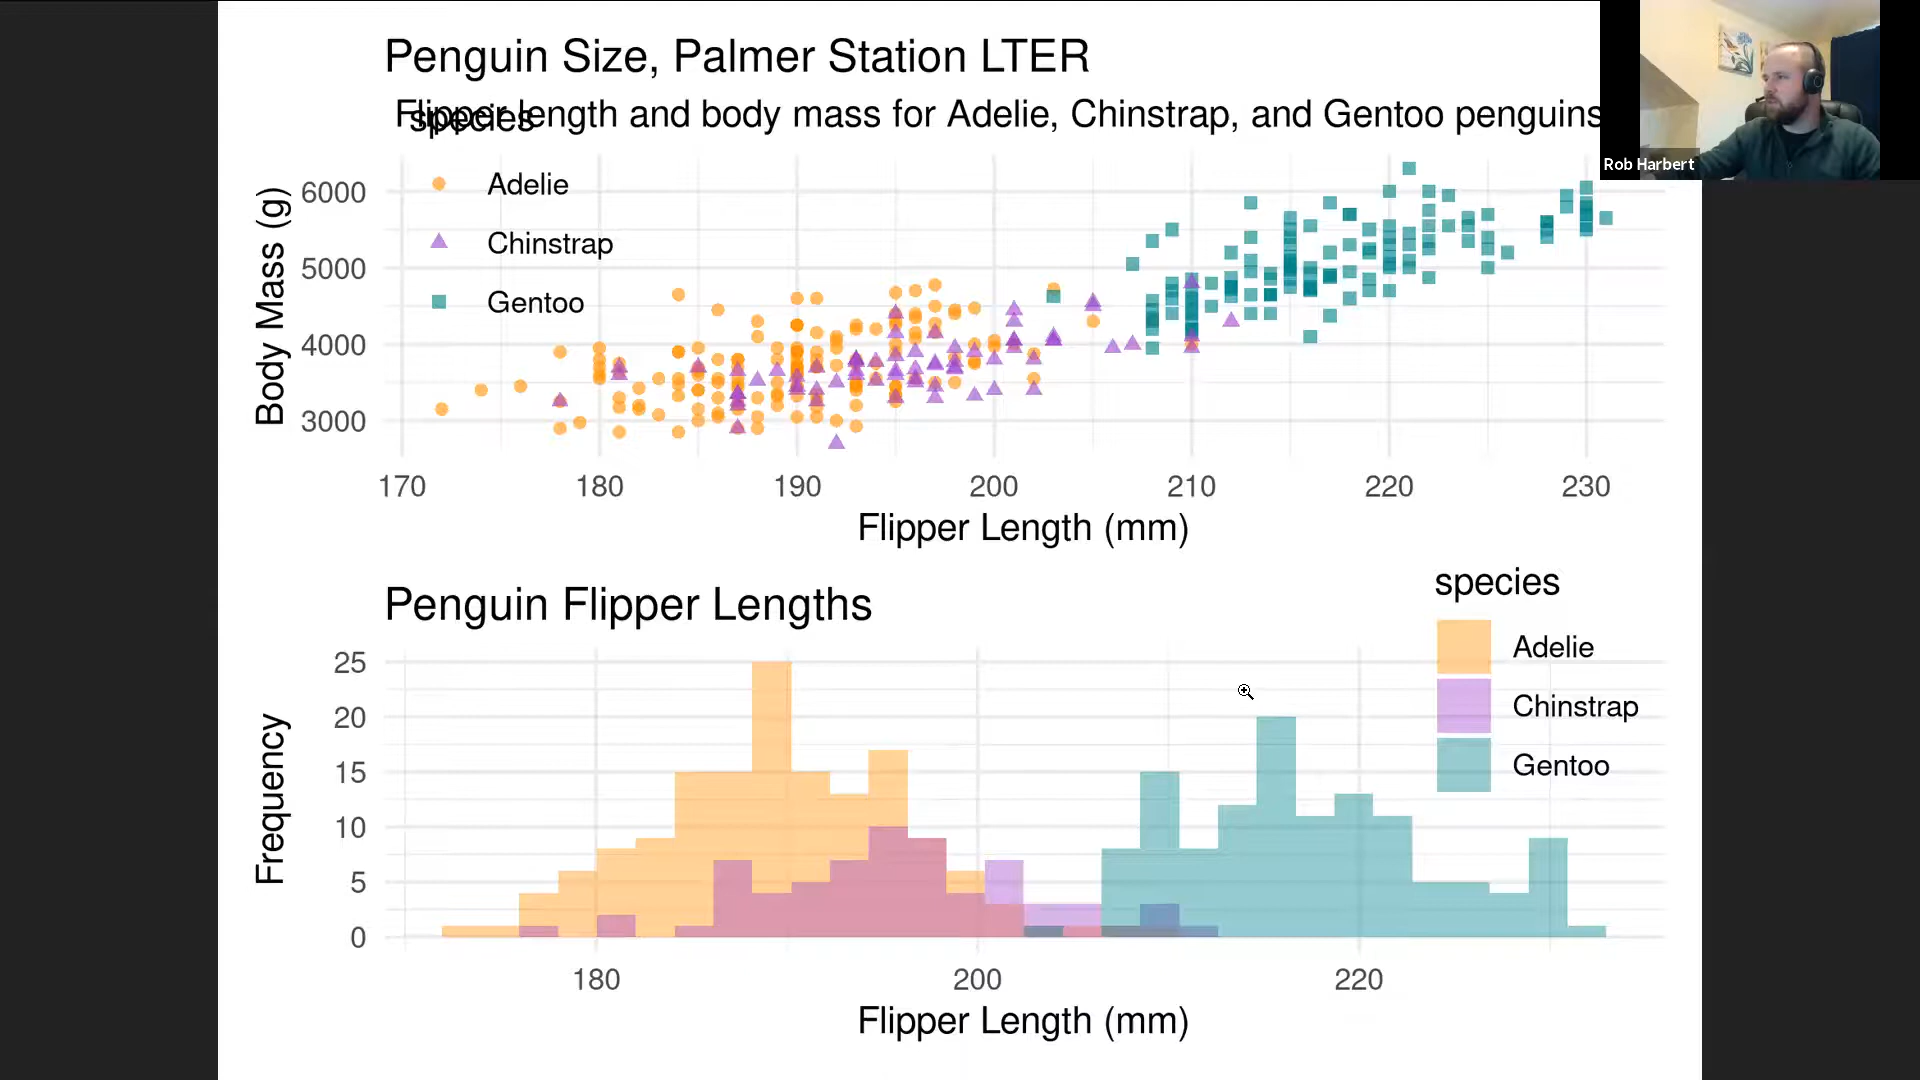 Penguin Size, Palmer Station LTER
Flipper length and body mass for Adelie, Chinstrap, and Gentoo penguins
species
Rob Harbert
Adelie
Chinstrap
Gentoo
Body Mass (g)
6000
5000
4000
3000
170 180 190 200 210 220 230
Flipper Length (mm)
Penguin Flipper Lengths
species
Adelie
Chinstrap
Gentoo
Frequency
25
20
15
10
5
0
180 200 220
Flipper Length (mm)